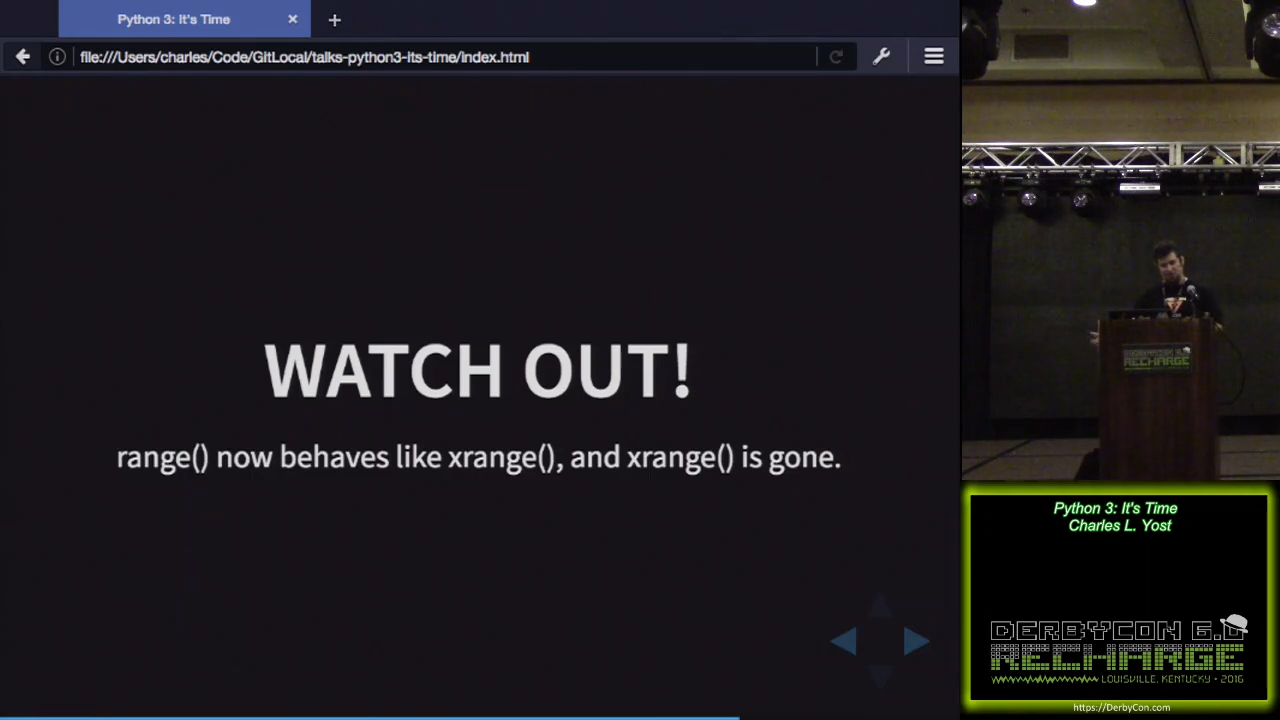 Python 3: It's Time
file:///Users/charles/Code/GitLocal/talks-python3-its-time/index.html
WATCH OUT!
range() now behaves like xrange(), and xrange() is gone.
RECHARGE
Python 3: It's Time
Charles L. Yost
DERBYCON 6.0
RECHARGE
LOUISVILLE, KENTUCKY • 2016
https://DerbyCon.com